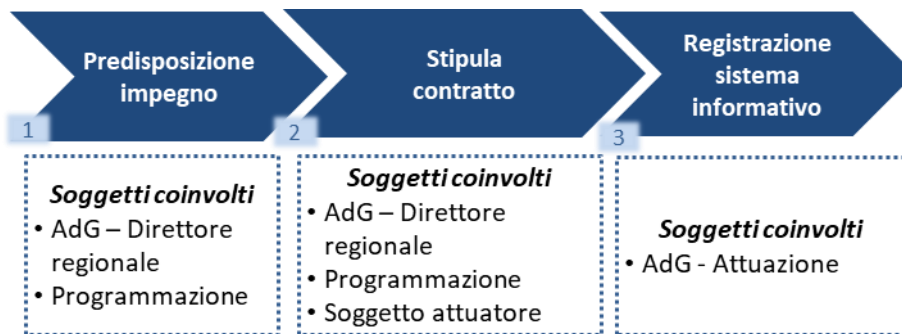 Predisposizione
impegno
1
Stipula
contratto
2
Registrazione
sistema
informativo
3
Soggetti coinvolti
• AdG – Direttore
regionale
• Programmazione
Soggetti coinvolti
• AdG – Direttore
regionale
• Programmazione
• Soggetto attuatore
Soggetti coinvolti
• AdG - Attuazione